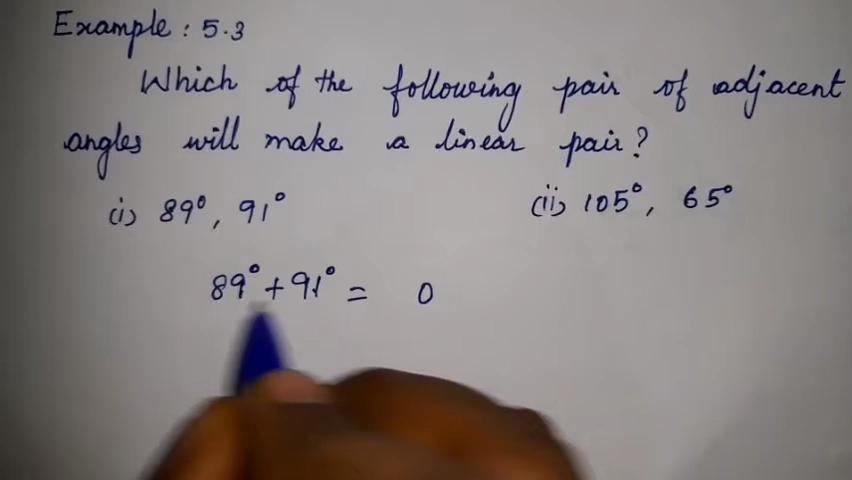 Example : 5.3
Which of the following pair of adjacent
angles will make a linear pair?
(i) 89°, 91° (ii) 105°, 65°
89° + 91° = 0